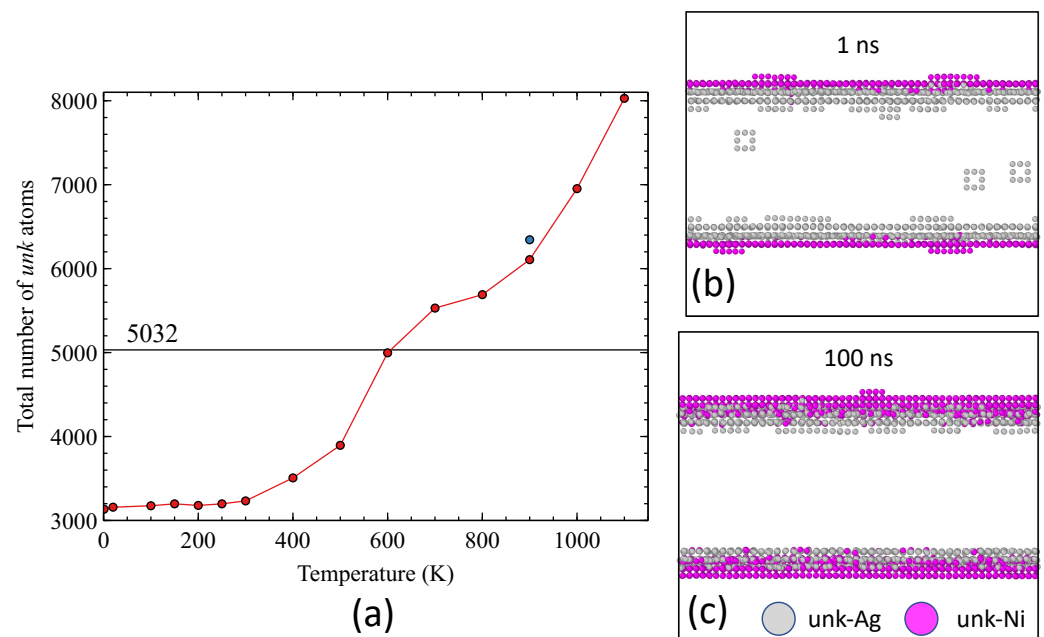 8000
7000
6000
5000
4000
3000
5032
0
200
400
600
800
1000
Total number of unk atoms
Temperature (K)
(a)
1 ns
(b)
100 ns
(c)
unk-Ag
unk-Ni